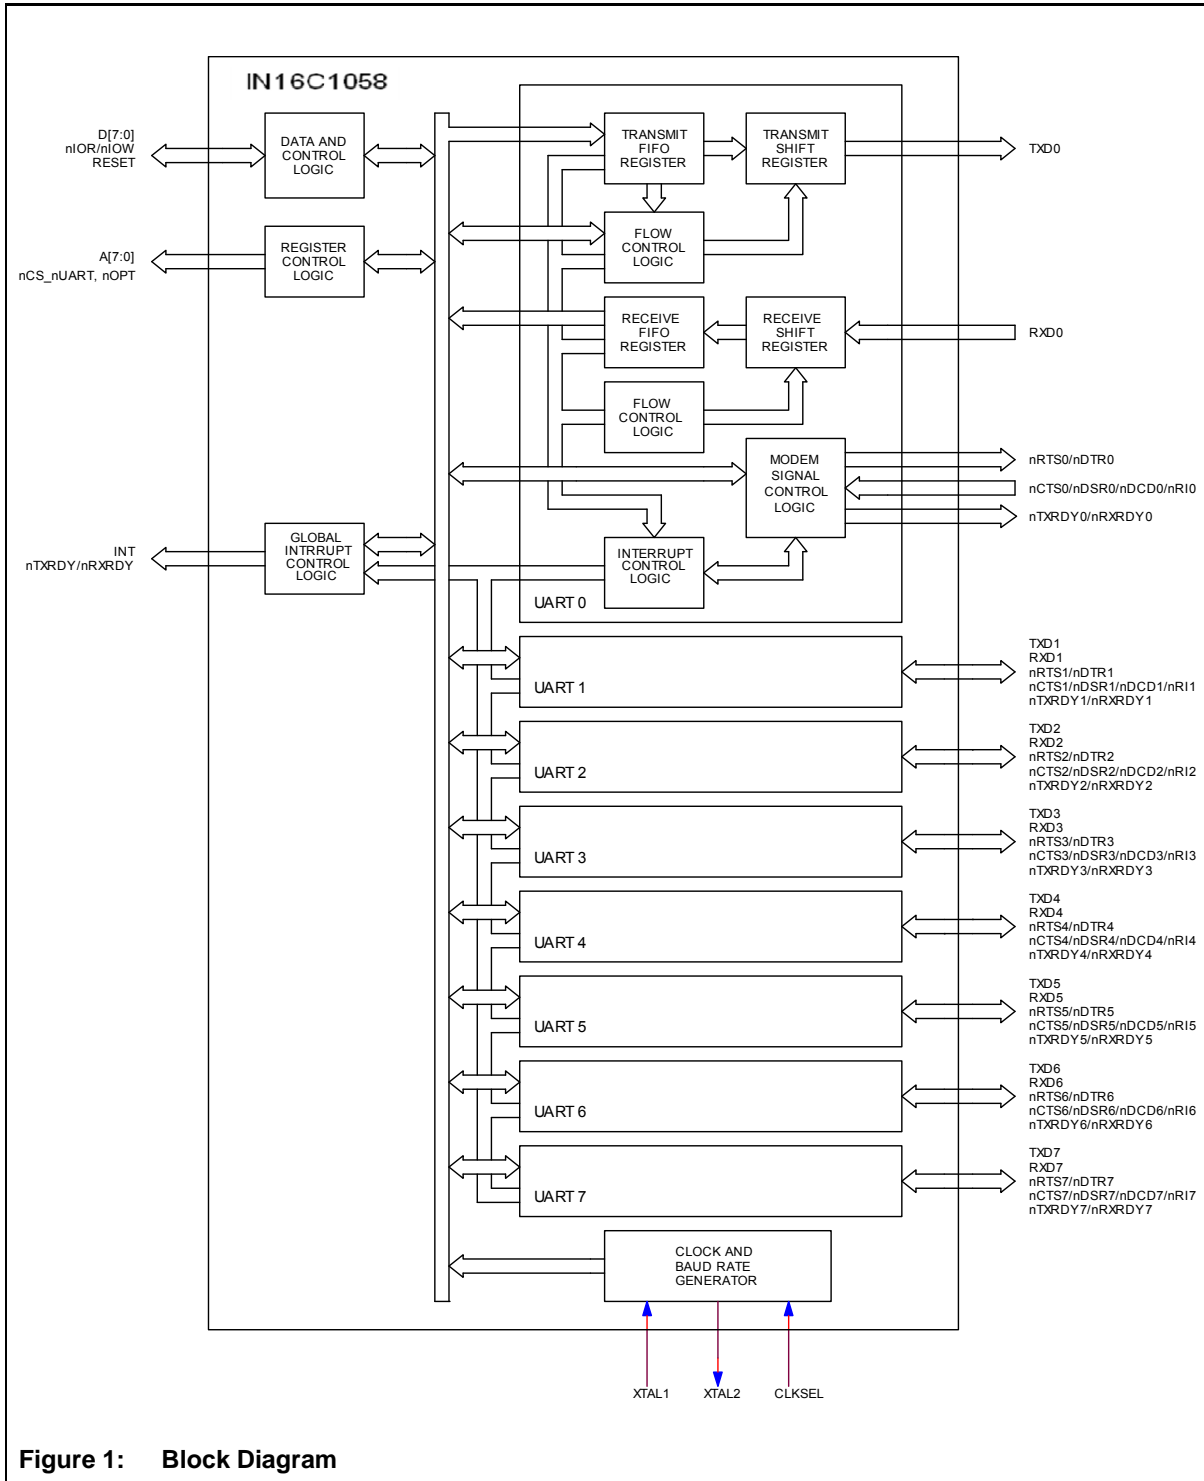 IN16C1058
D[7:0]
nIOR/nIOW
RESET
DATA AND
CONTROL
LOGIC
TRANSMIT
FIFO
REGISTER
TRANSMIT
SHIFT
REGISTER
TXD0
A[7:0]
nCS_nUART, nOPT
REGISTER
CONTROL
LOGIC
FLOW
CONTROL
LOGIC
RECEIVE
FIFO
REGISTER
RECEIVE
SHIFT
REGISTER
RXD0
FLOW
CONTROL
LOGIC
MODEM
SIGNAL
CONTROL
LOGIC
nRTS0/nDTR0
nCTS0/nDSR0/nDCD0/nRI0
nTXRDY0/nRXRDY0
INT
nTXRDY/nRXRDY
GLOBAL
INTRRUPT
CONTROL
LOGIC
INTERRUPT
CONTROL
LOGIC
UART 0
UART 1
TXD1
RXD1
nRTS1/nDTR1
nCTS1/nDSR1/nDCD1/nRI1
nTXRDY1/nRXRDY1
UART 2
TXD2
RXD2
nRTS2/nDTR2
nCTS2/nDSR2/nDCD2/nRI2
nTXRDY2/nRXRDY2
UART 3
TXD3
RXD3
nRTS3/nDTR3
nCTS3/nDSR3/nDCD3/nRI3
nTXRDY3/nRXRDY3
UART 4
TXD4
RXD4
nRTS4/nDTR4
nCTS4/nDSR4/nDCD4/nRI4
nTXRDY4/nRXRDY4
UART 5
TXD5
RXD5
nRTS5/nDTR5
nCTS5/nDSR5/nDCD5/nRI5
nTXRDY5/nRXRDY5
UART 6
TXD6
RXD6
nRTS6/nDTR6
nCTS6/nDSR6/nDCD6/nRI6
nTXRDY6/nRXRDY6
UART 7
TXD7
RXD7
nRTS7/nDTR7
nCTS7/nDSR7/nDCD7/nRI7
nTXRDY7/nRXRDY7
CLOCK AND
BAUD RATE
GENERATOR
XTAL1
XTAL2
CLKSEL
Figure 1: Block Diagram